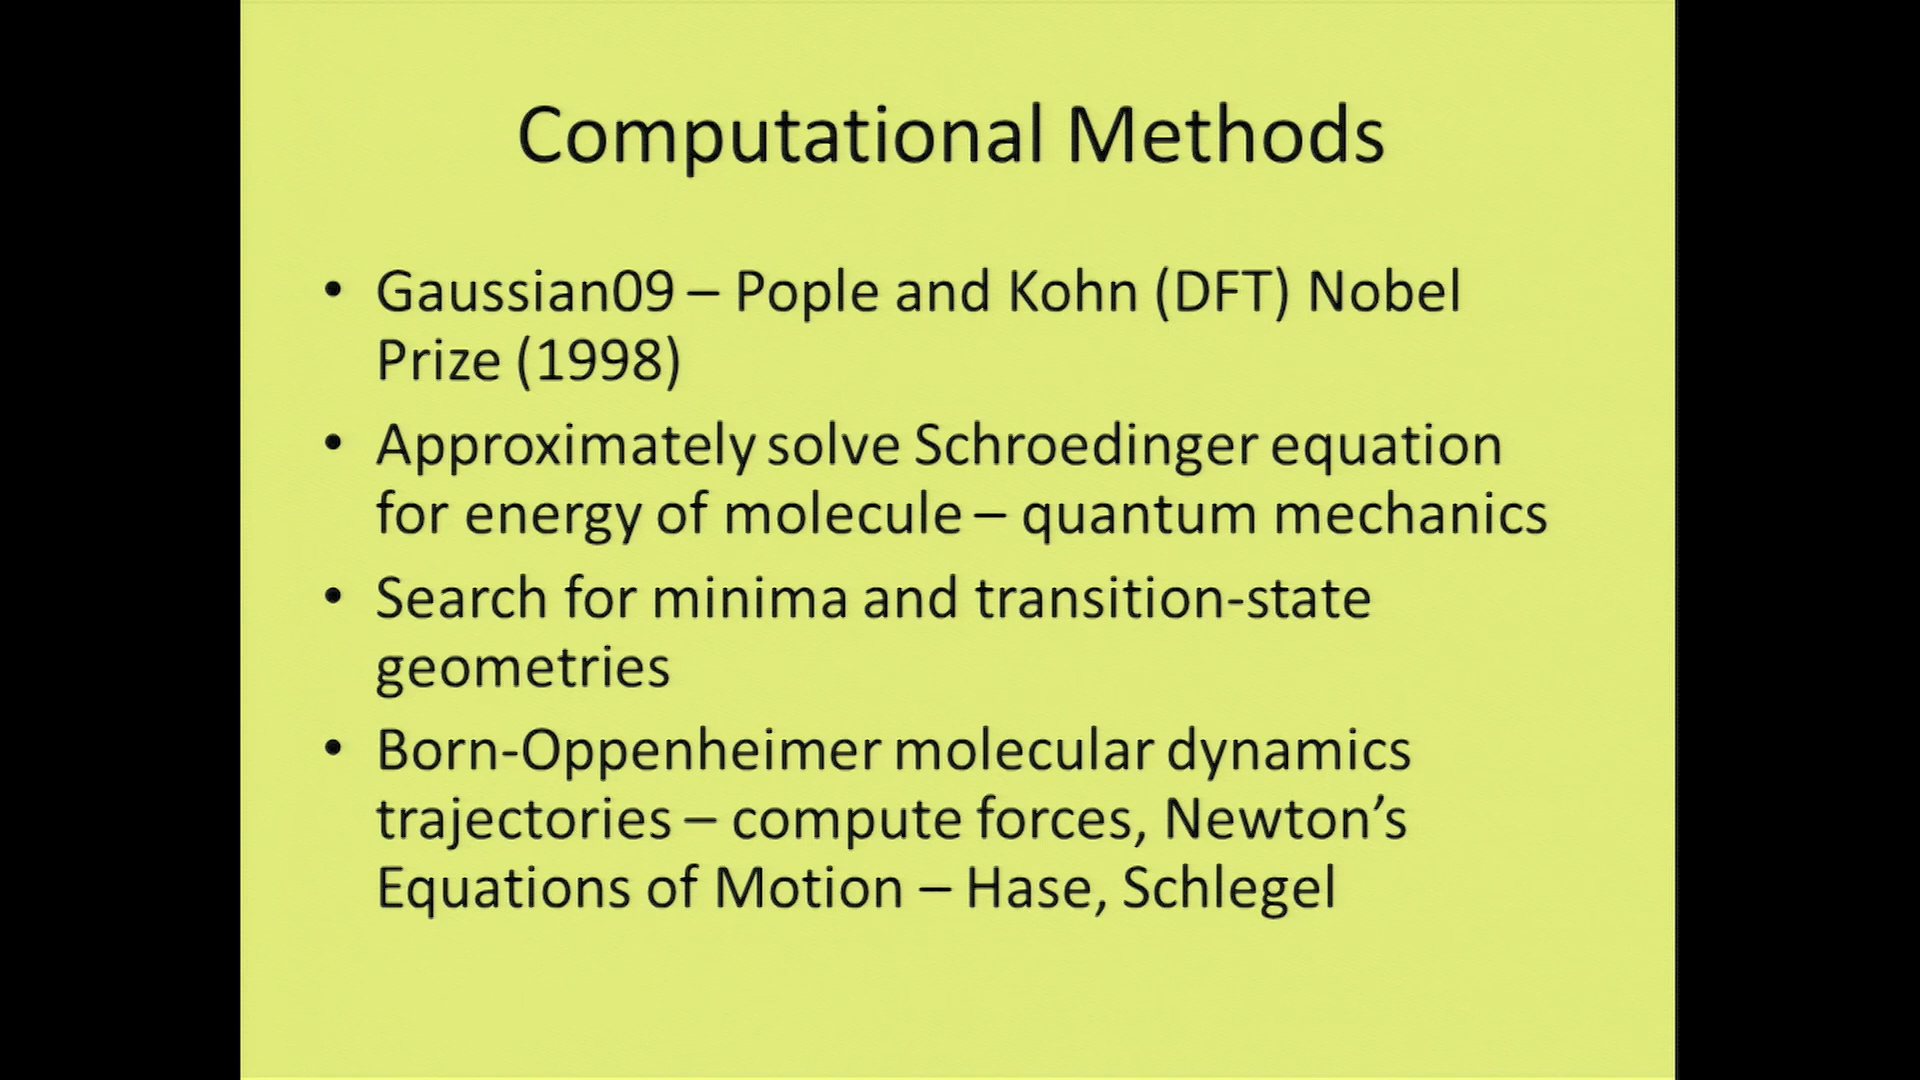 Computational Methods
• Gaussian09 – Pople and Kohn (DFT) Nobel
Prize (1998)
• Approximately solve Schroedinger equation
for energy of molecule – quantum mechanics
• Search for minima and transition-state
geometries
• Born-Oppenheimer molecular dynamics
trajectories – compute forces, Newton’s
Equations of Motion – Hase, Schlegel